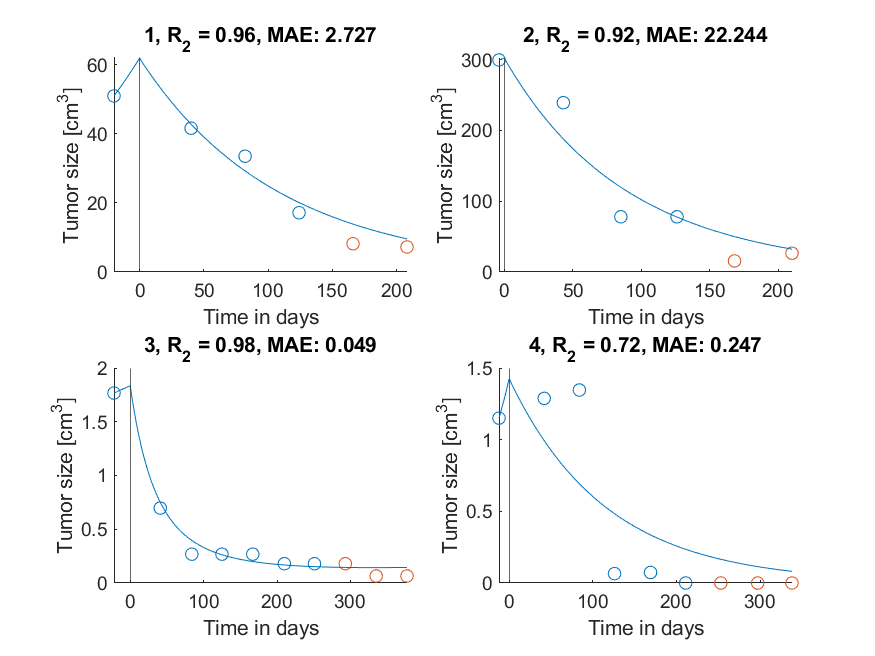 1, R2 = 0.96, MAE: 2.727
60
40
20
0
Tumor size [cm3]
0 50 100 150 200
Time in days
2, R2 = 0.92, MAE: 22.244
300
200
100
0
Tumor size [cm3]
0 50 100 150 200
Time in days
3, R2 = 0.98, MAE: 0.049
2
1.5
1
0.5
0
Tumor size [cm3]
0 100 200 300
Time in days
4, R2 = 0.72, MAE: 0.247
1.5
1
0.5
0
Tumor size [cm3]
0 100 200 300
Time in days